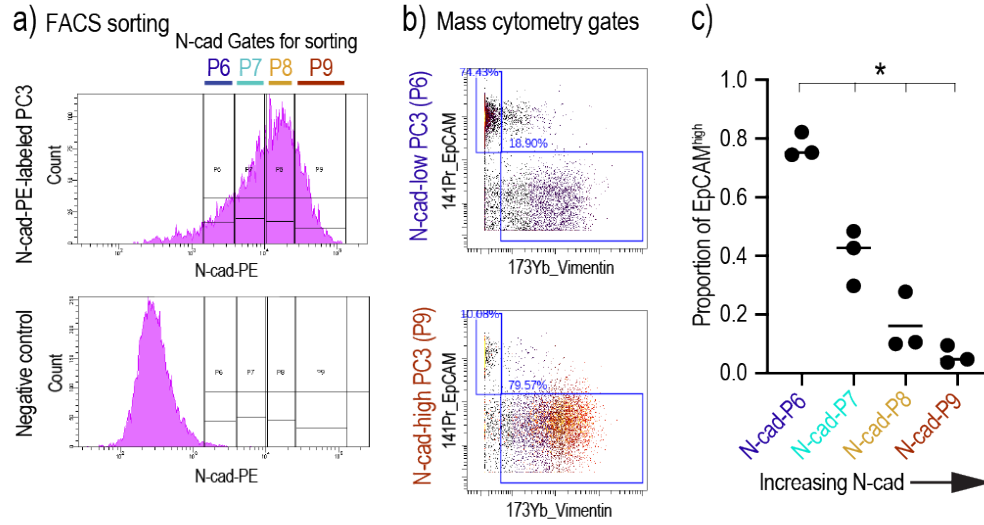 a) FACS sorting
N-cad Gates for sorting
P6 P7 P8 P9
N-cad-PE-labeled PC3
Count
P6 P7 P8 P9
N-cad-PE
Negative control
Count
P6 P7 P8 P9
N-cad-PE
b) Mass cytometry gates
N-cad-low PC3 (P6)
141Pr_EpCAM
74.43%
18.90%
173Yb_Vimentin
N-cad-high PC3 (P9)
141Pr_EpCAM
79.57%
173Yb_Vimentin
c)
*
Proportion of EpCAMhigh
1.0
0.8
0.6
0.4
0.2
0.0
N-cad-P6
N-cad-P7
N-cad-P8
N-cad-P9
Increasing N-cad